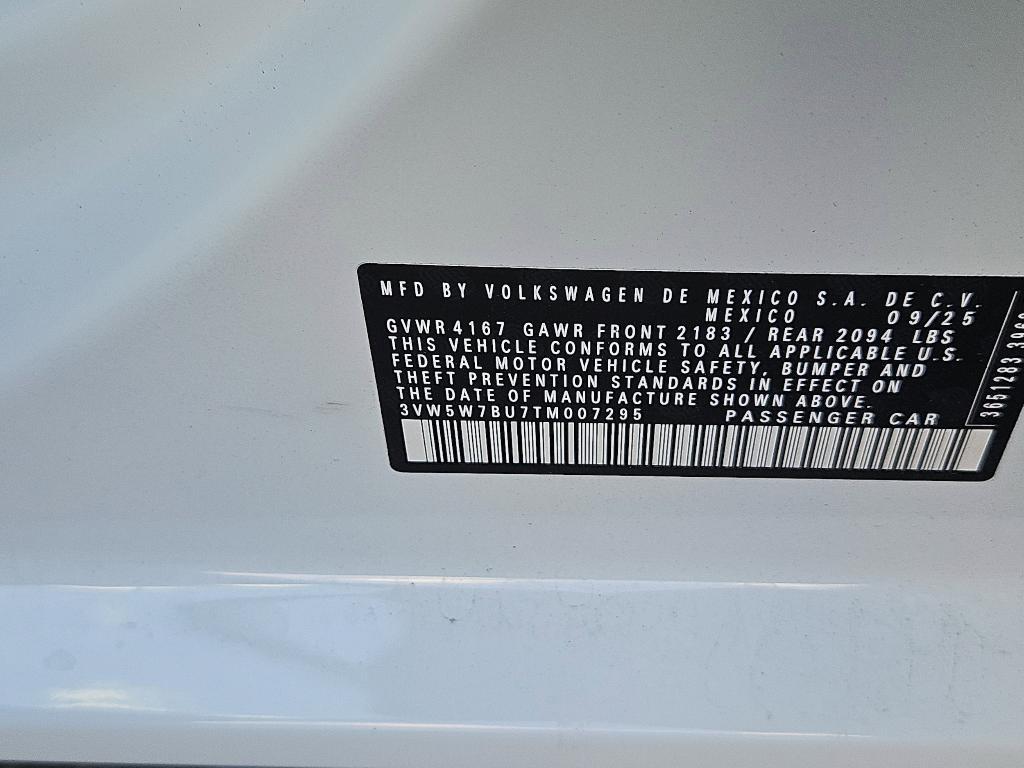 MFD BY VOLKSWAGEN DE MEXICO S.A. DE C.V.
MEXICO 09/25
GVWR 4167 GAWR FRONT 2183 / REAR 2094 LBS
THIS VEHICLE CONFORMS TO ALL APPLICABLE U.S.
FEDERAL MOTOR VEHICLE SAFETY, BUMPER AND
THEFT PREVENTION STANDARDS IN EFFECT ON
THE DATE OF MANUFACTURE SHOWN ABOVE.
3VW5W7BU7TM007295 PASSENGER CAR
3651283